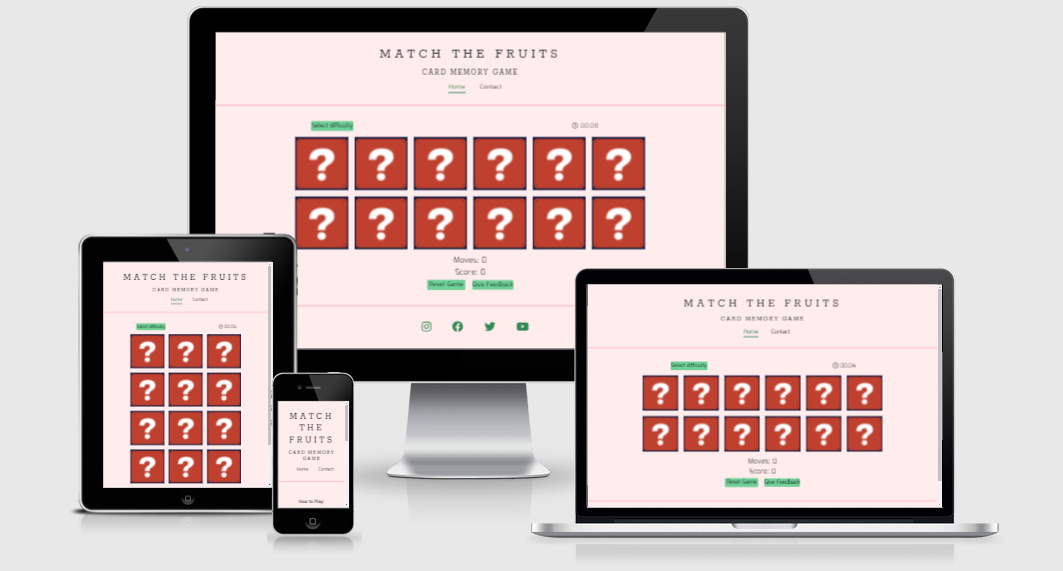 MATCH THE FRUITS
CARD MEMORY GAME
Home Contact
Select difficulty 00:08
? ? ? ? ? ?
? ? ? ? ? ?
Moves: 0
Score: 0
Reset Game Give Feedback
MATCH THE FRUITS
CARD MEMORY GAME
Home Contact
Select difficulty
? ? ?
? ? ?
? ? ?
? ? ?
MATCH
THE
FRUITS
CARD MEMORY
GAME
Home Contact
How to Play:
MATCH THE FRUITS
CARD MEMORY GAME
Home Contact
Select difficulty 00:04
? ? ? ? ? ?
? ? ? ? ? ?
Moves: 0
Score: 0
Reset Game Give Feedback